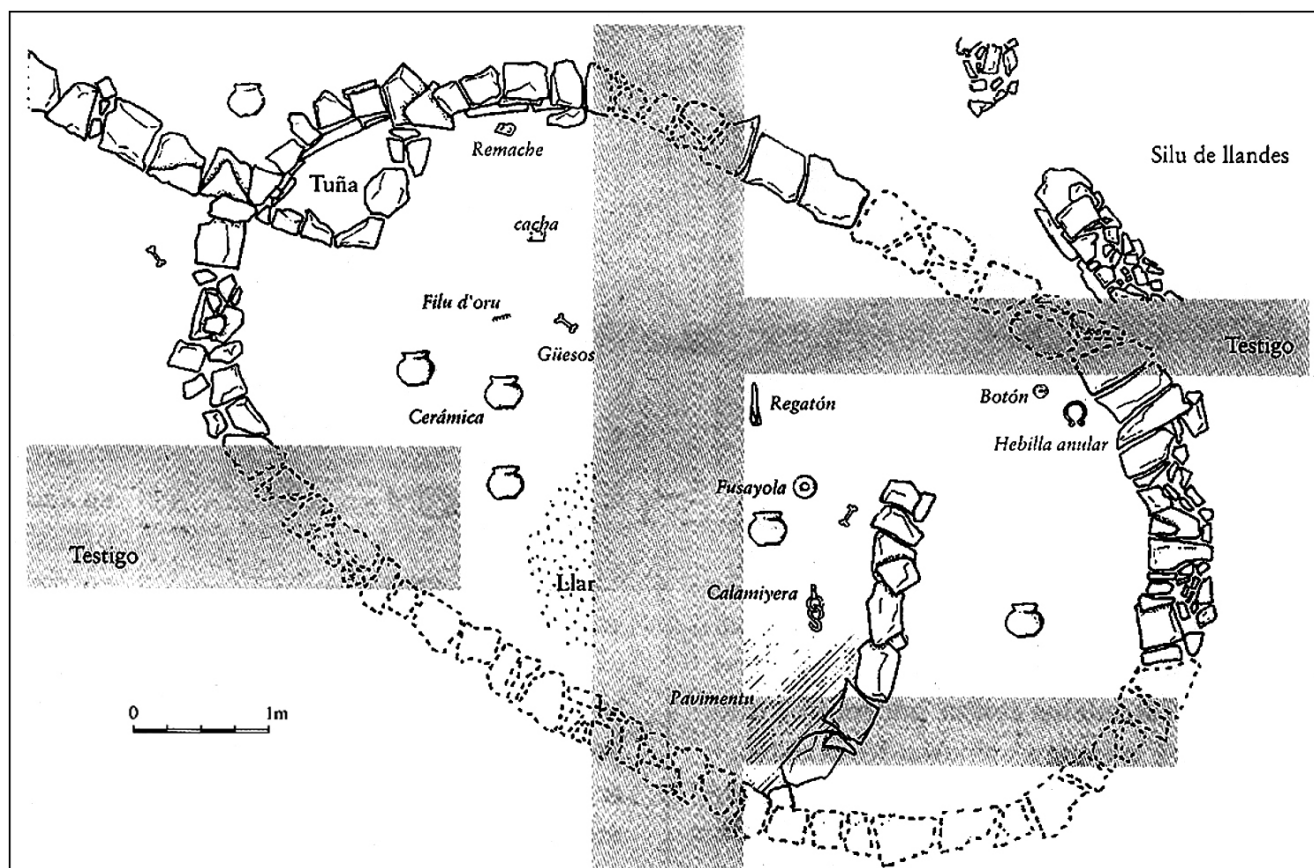 Remache
Silu de llandes
Tuña
cacha
Filu d'oru
Güesos
Testigo
Cerámica
Regatón
Botón
Hebilla anular
Fusayola
Testigo
Llar
Calamiyera
Pavimentu
0 1m